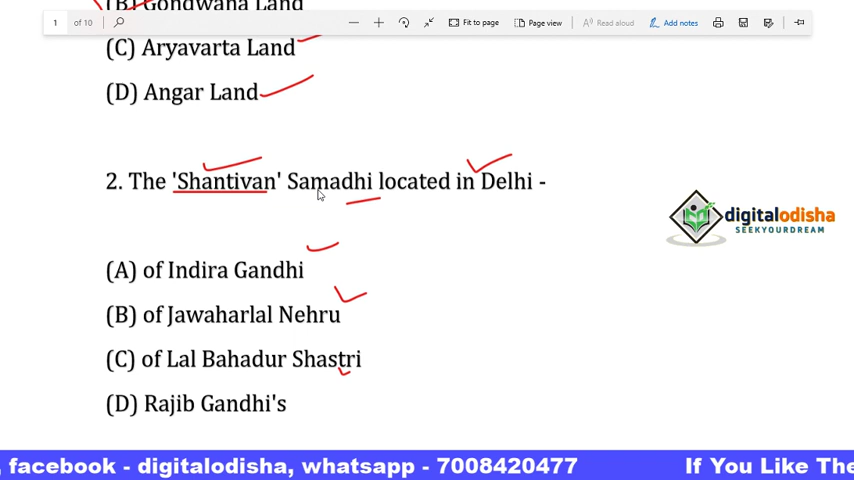 (B) Gondwana Land
1 of 10
Fit to page
Page view
Read aloud
Add notes
(C) Aryavarta Land
(D) Angar Land
2. The 'Shantivan' Samadhi located in Delhi -
digitalodisha
SEEKYOURDREAM
(A) of Indira Gandhi
(B) of Jawaharlal Nehru
(C) of Lal Bahadur Shastri
(D) Rajib Gandhi's
, facebook - digitalodisha, whatsapp - 7008420477 If You Like The